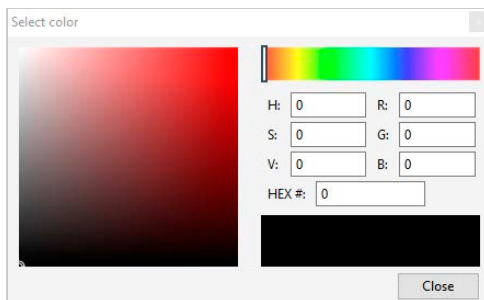 Select color
H: 0 R: 0
S: 0 G: 0
V: 0 B: 0
HEX #: 0
Close